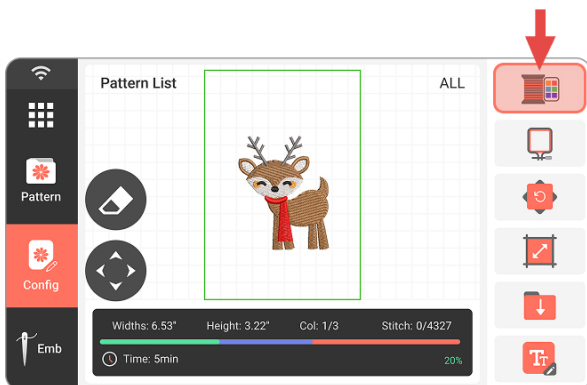 Pattern List
ALL
Pattern
Config
Emb
Widths: 6.53" Height: 3.22" Col: 1/3 Stitch: 0/4327
Time: 5min
20%
TT